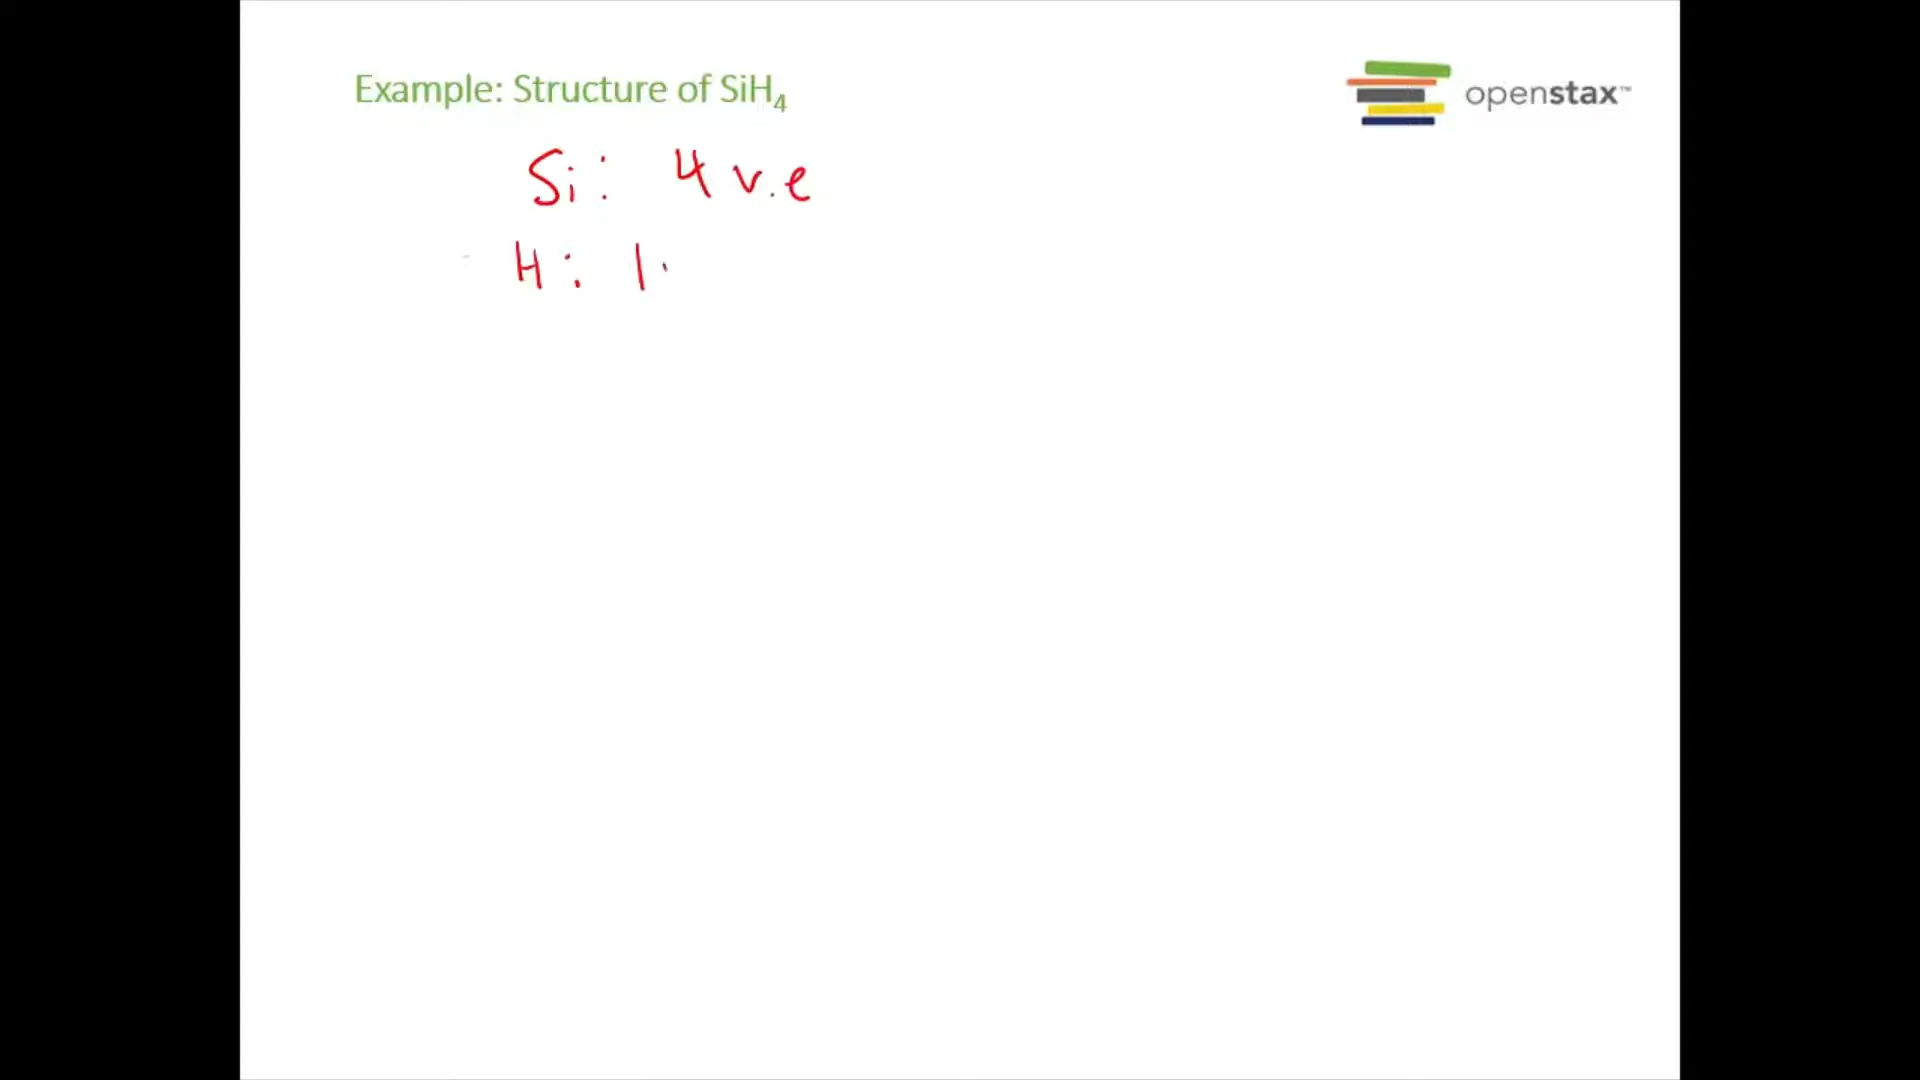 Example: Structure of SiH₄
openstax™
Si: 4 v.e
H: 1